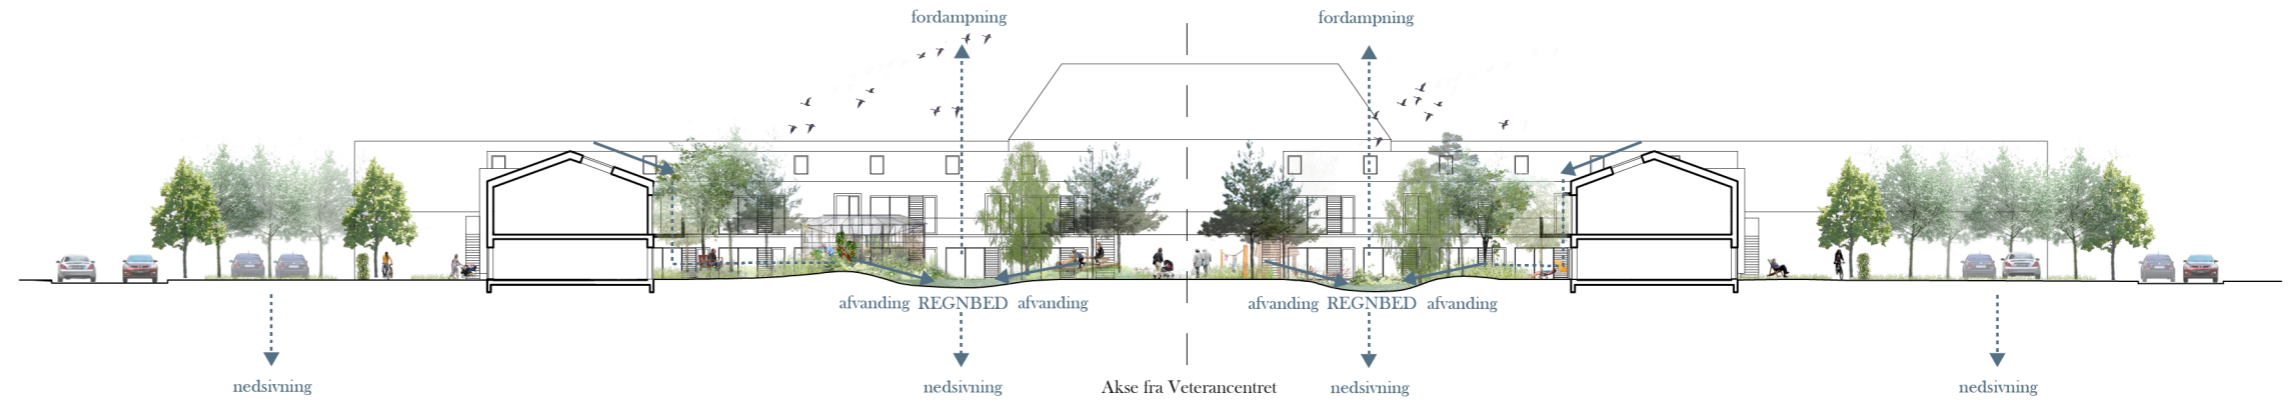 fordampning
fordampning
afvanding REGNBED afvanding
afvanding REGNBED afvanding
nedsivning
nedsivning
Akse fra Veterancentret
nedsivning
nedsivning